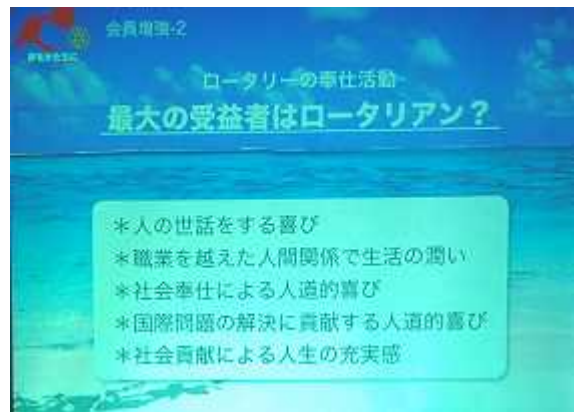 会員増強-2
ロータリーの奉仕活動
最大の受益者はロータリアン？
＊人の世話をする喜び
＊職業を越えた人間関係で生活の潤い
＊社会奉仕による人道的喜び
＊国際問題の解決に貢献する人道的喜び
＊社会貢献による人生の充実感